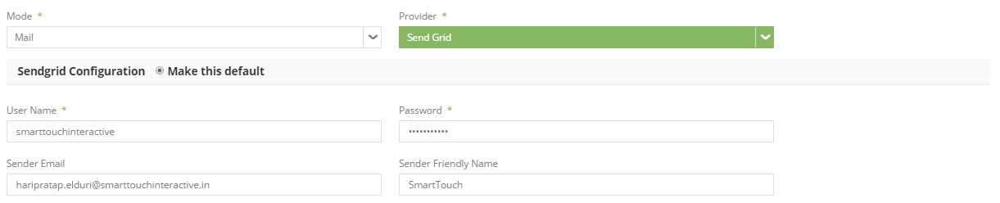 Mode * Provider *
Mail Send Grid
Sendgrid Configuration Make this default
User Name * Password *
smarttouchinteractive •••••••••••
Sender Email Sender Friendly Name
haripratap.elduri@smarttouchinteractive.in SmartTouch